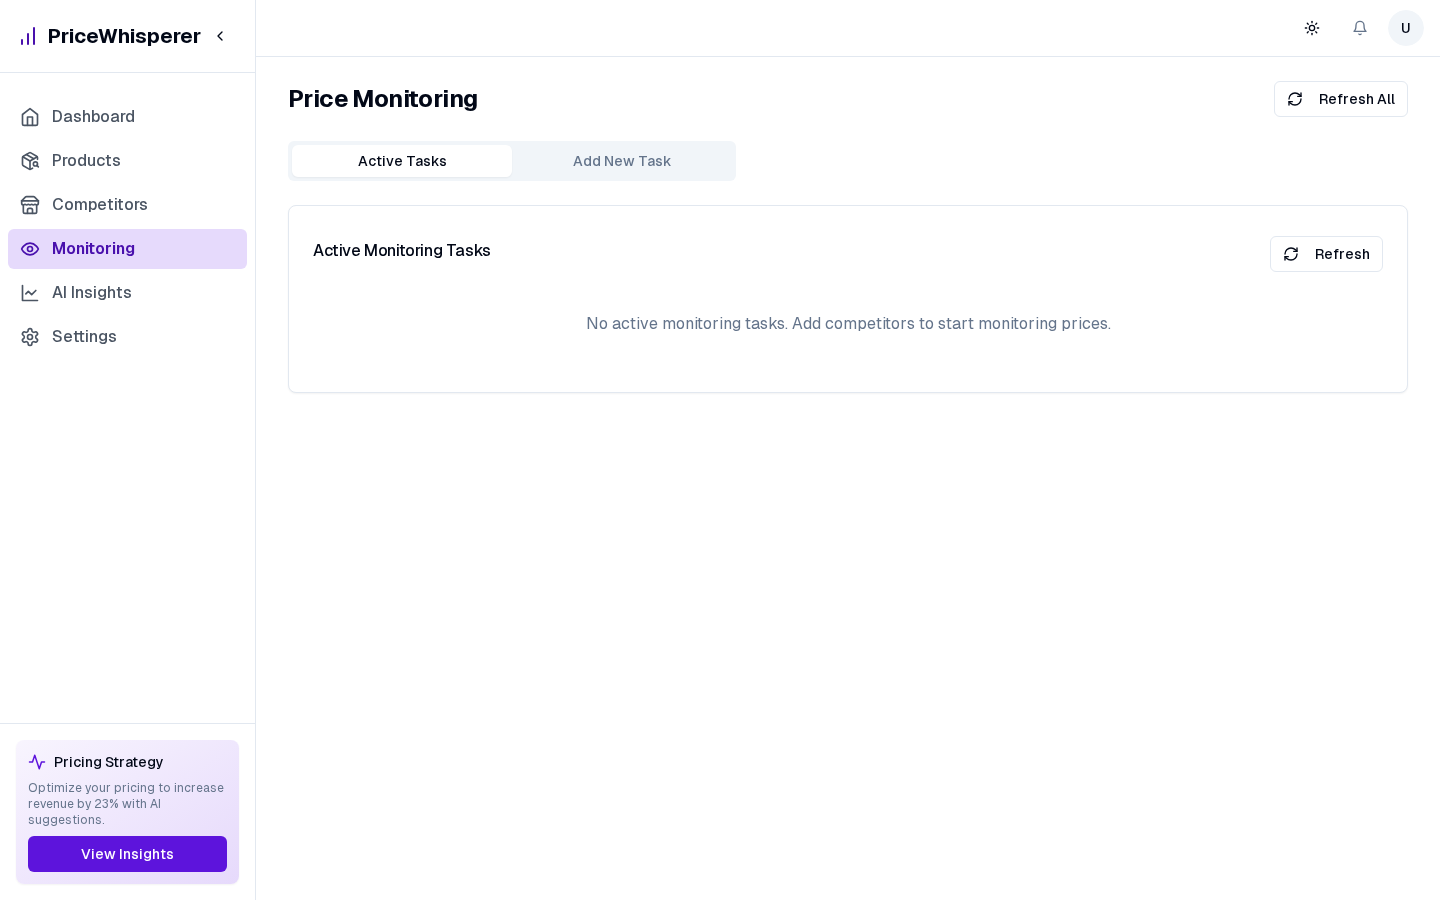 PriceWhisperer
U
Dashboard
Products
Competitors
Monitoring
AI Insights
Settings
Pricing Strategy
Optimize your pricing to increase
revenue by 23% with AI
suggestions.
View Insights
Price Monitoring
Refresh All
Active Tasks
Add New Task
Active Monitoring Tasks
Refresh
No active monitoring tasks. Add competitors to start monitoring prices.